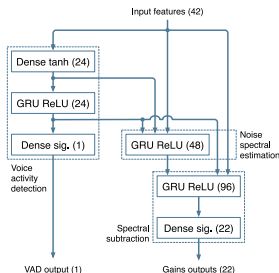 Input features (42)
Dense tanh (24)
GRU ReLU (24)
Dense sig. (1)
Voice
activity
detection
GRU ReLU (48)
Noise
spectral
estimation
GRU ReLU (96)
Dense sig. (22)
Spectral
subtraction
VAD output (1)
Gains outputs (22)